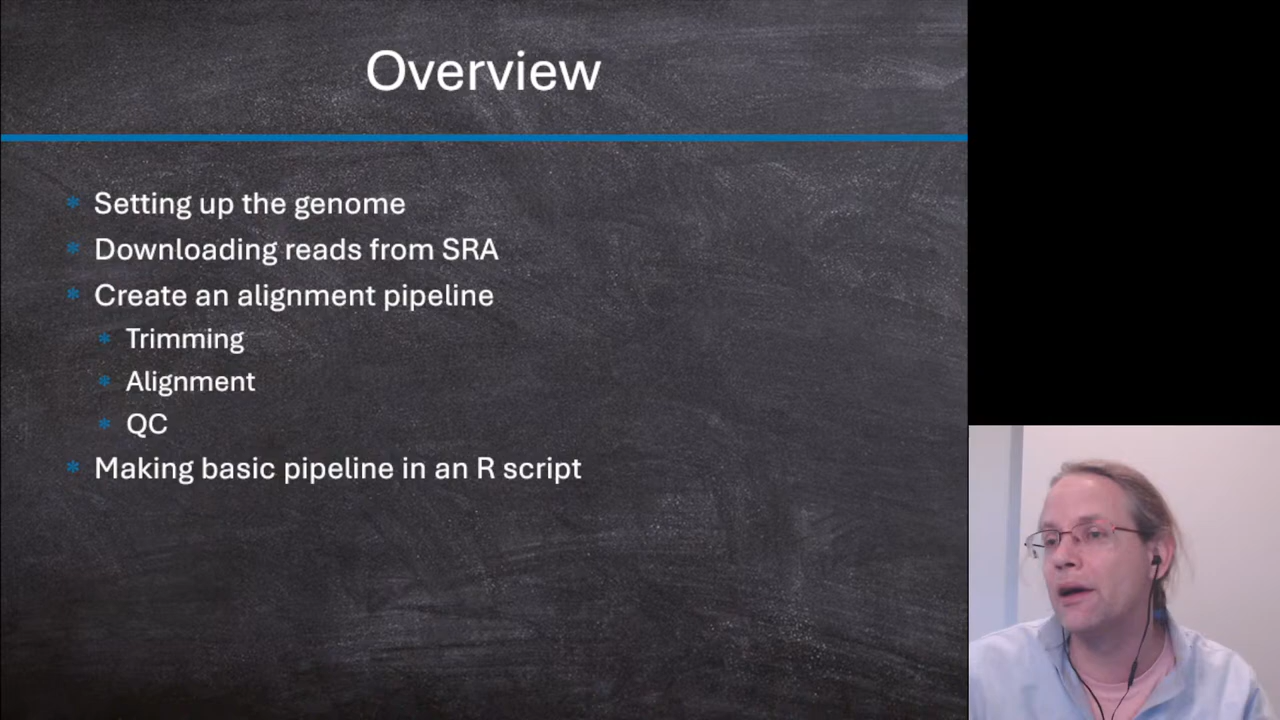 Overview
* Setting up the genome
* Downloading reads from SRA
* Create an alignment pipeline
* Trimming
* Alignment
* QC
* Making basic pipeline in an R script